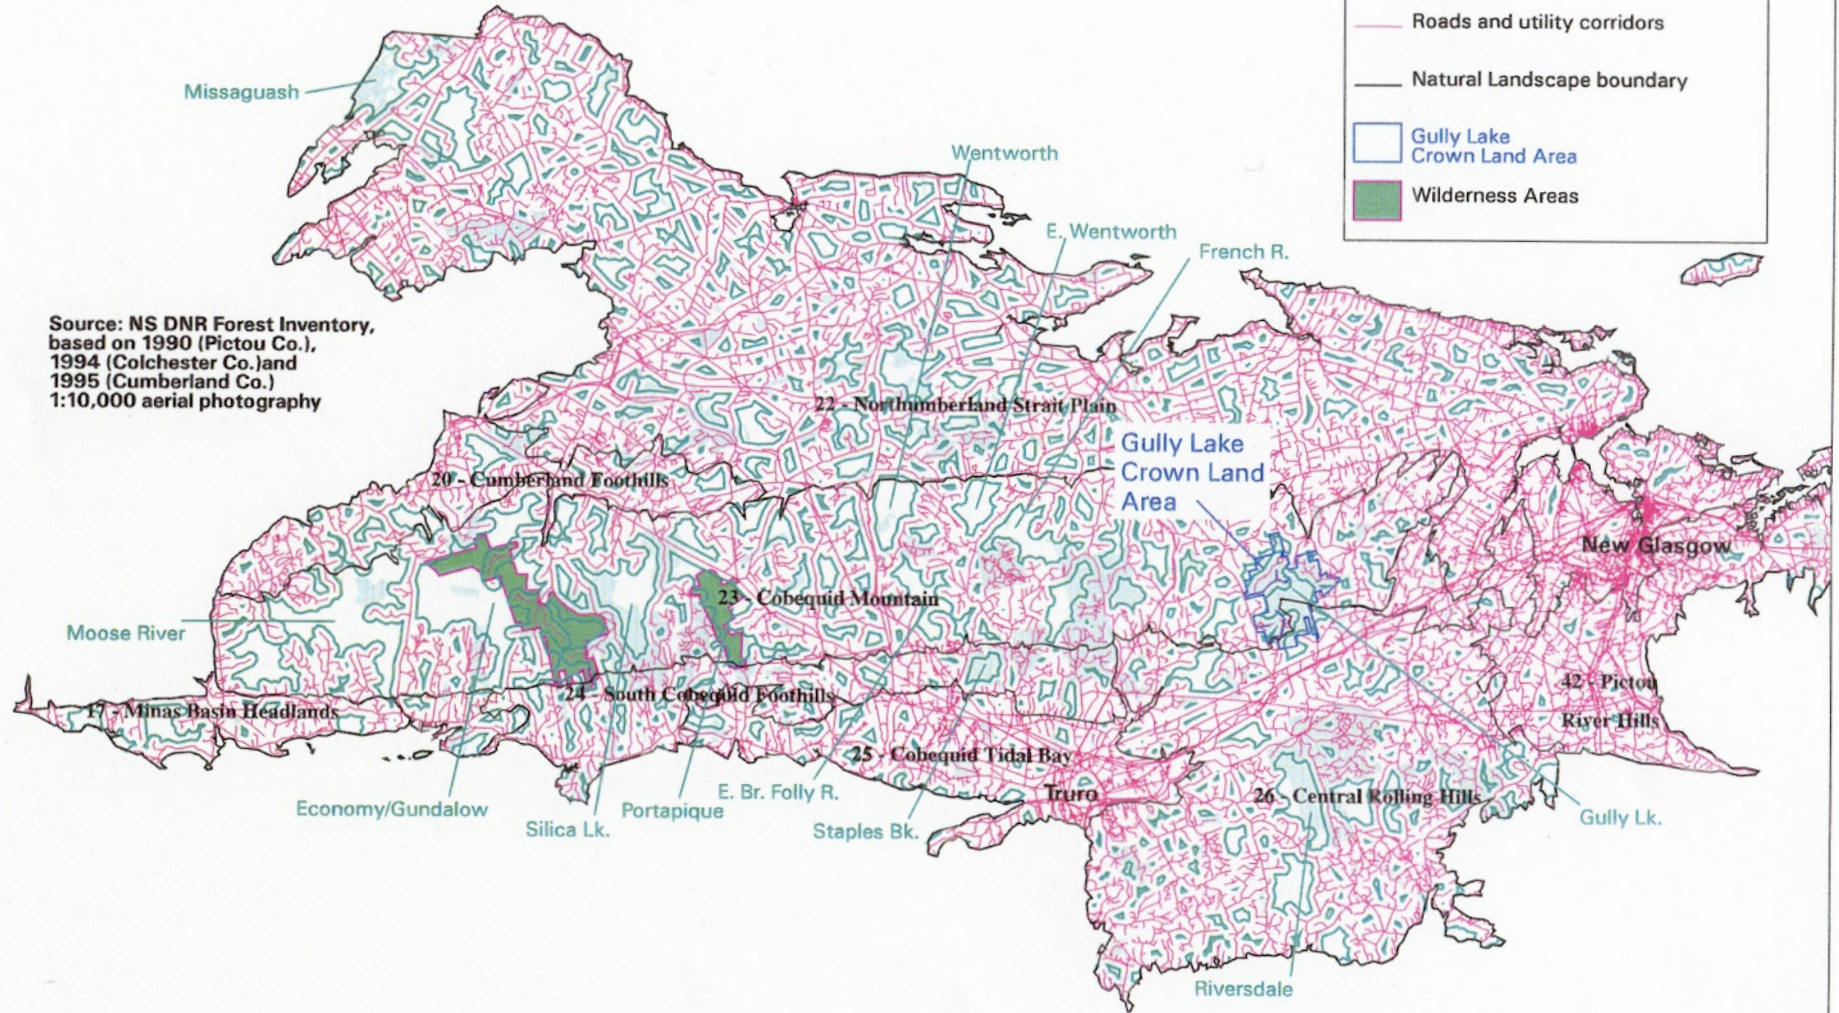 Roads and utility corridors
Natural Landscape boundary
Gully Lake
Crown Land Area
Wilderness Areas
Missaguash
Wentworth
E. Wentworth
French R.
Source: NS DNR Forest Inventory,
based on 1990 (Pictou Co.),
1994 (Colchester Co.)and
1995 (Cumberland Co.)
1:10,000 aerial photography
22 - Northumberland Strait Plain
Gully Lake
Crown Land
Area
20 - Cumberland Foothills
New Glasgow
23 - Cobequid Mountain
Moose River
24 - South Cobequid Foothills
42 - Pictou
River Hills
17 - Minas Basin Headlands
25 - Cobequid Tidal Bay
Truro
26 - Central Rolling Hills
Economy/Gundalow
Silica Lk.
Portapique
E. Br. Folly R.
Staples Bk.
Gully Lk.
Riversdale